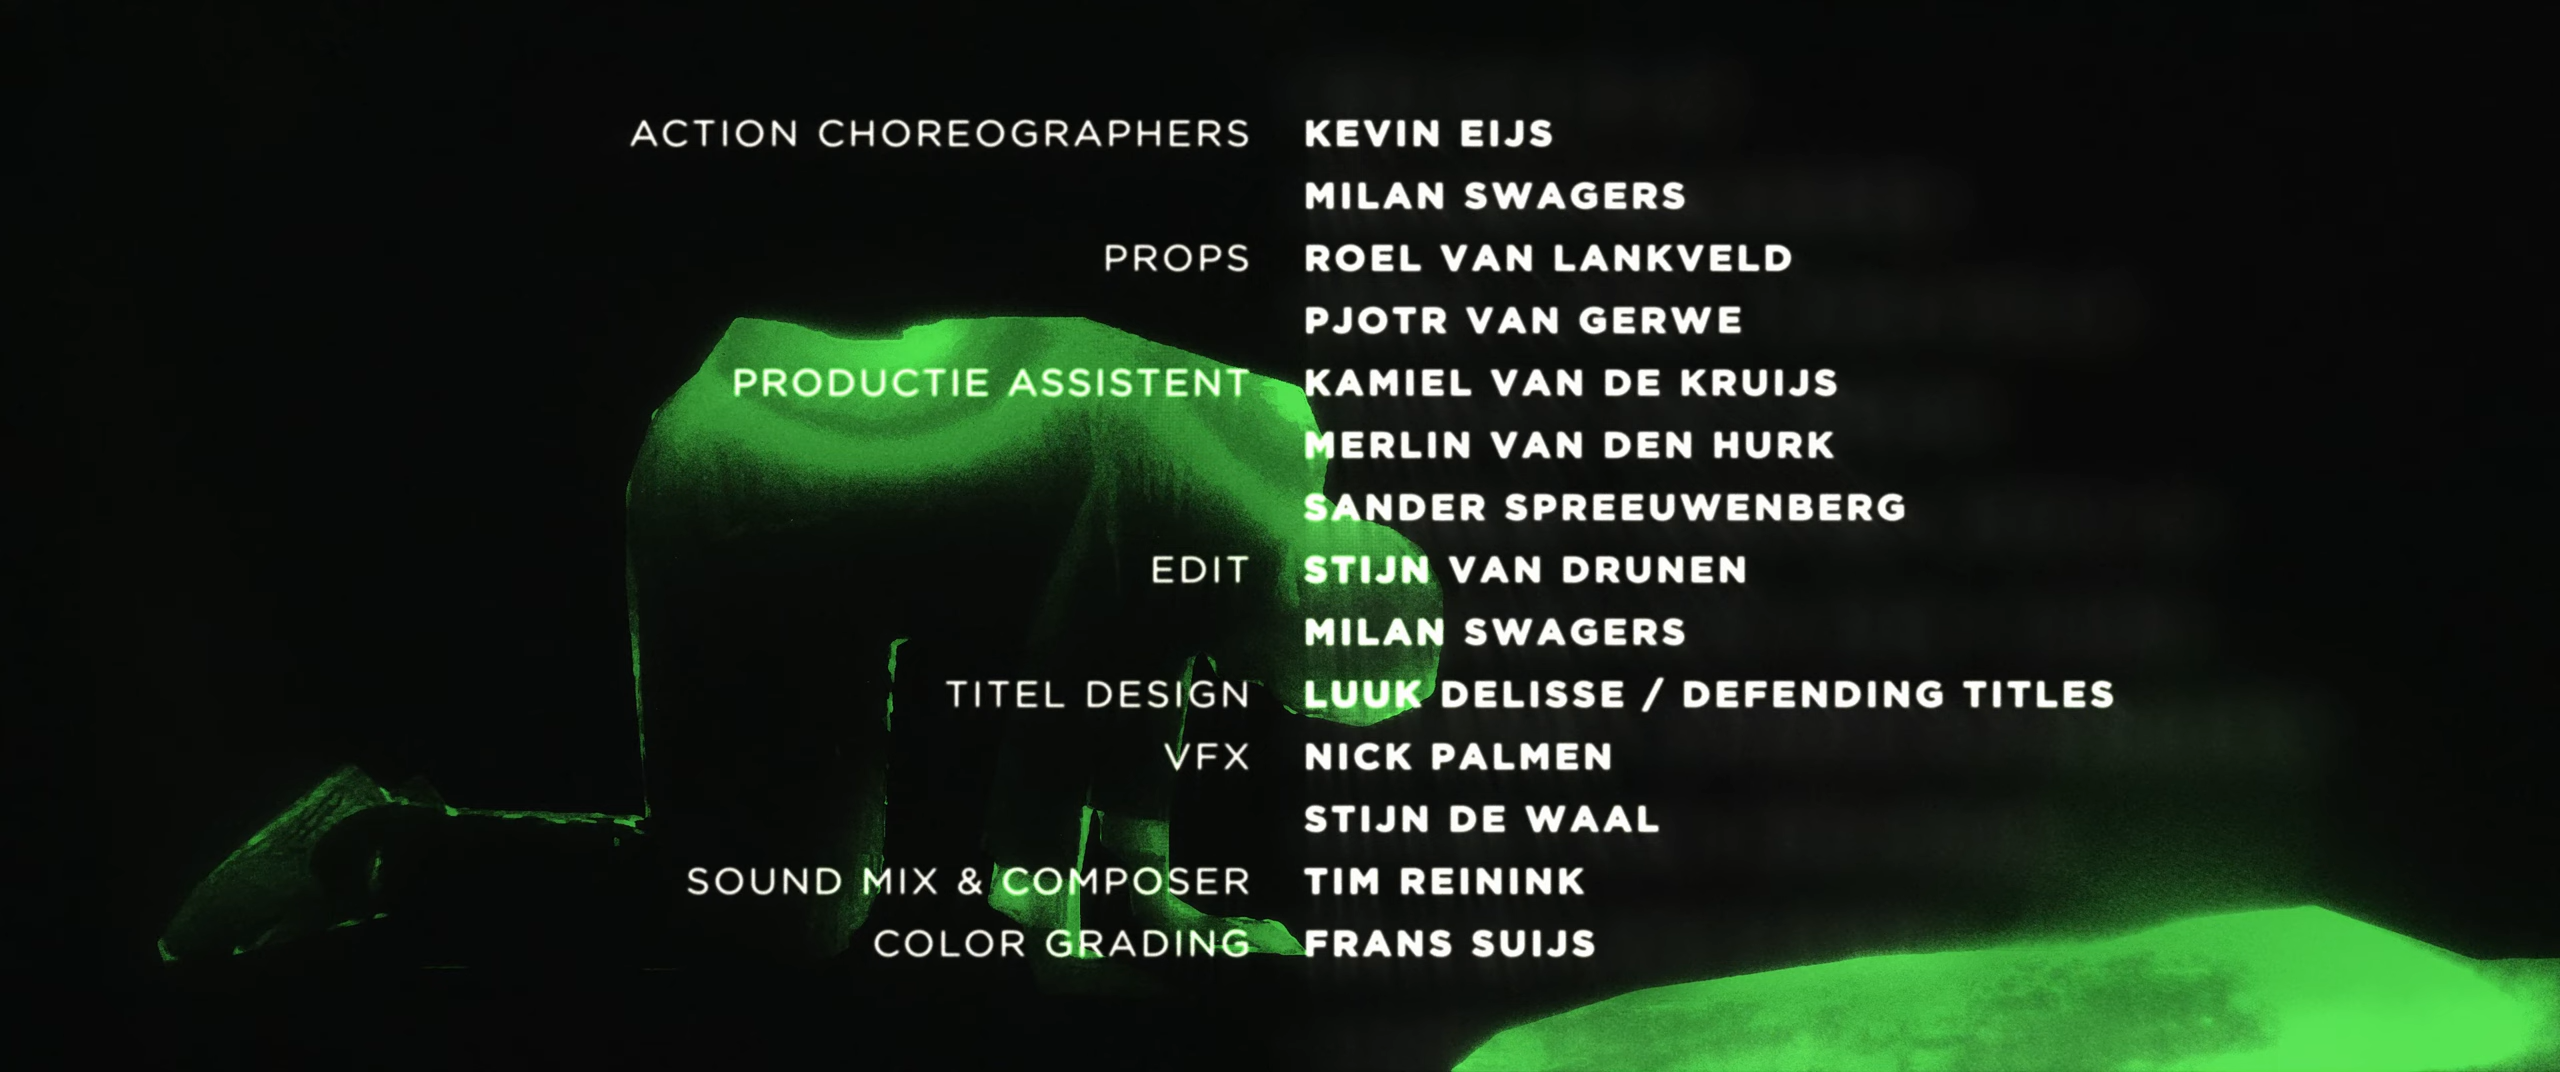 ACTION CHOREOGRAPHERS KEVIN EIJS
MILAN SWAGERS
PROPS ROEL VAN LANKVELD
PJOTR VAN GERWE
PRODUCTIE ASSISTENT KAMIEL VAN DE KRUIJS
MERLIN VAN DEN HURK
SANDER SPREEUWENBERG
EDIT STIJN VAN DRUNEN
MILAN SWAGERS
TITEL DESIGN LUUK DELISSE / DEFENDING TITLES
VFX NICK PALMEN
STIJN DE WAAL
SOUND MIX & COMPOSER TIM REININK
COLOR GRADING FRANS SUIJS